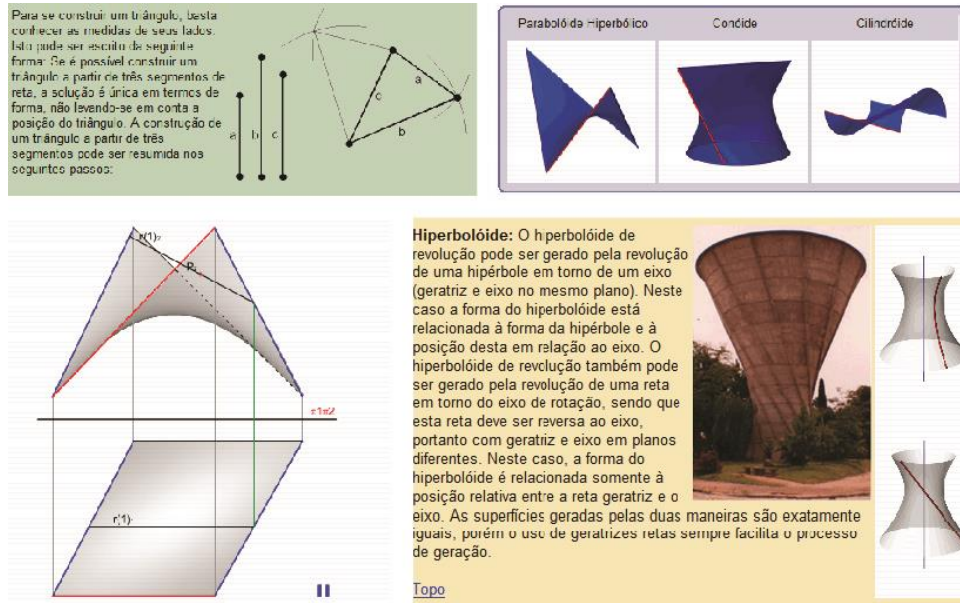 Para se construir um triângulo, basta
conhecer as medidas de seus lados.
Isto pode ser escrito da seguinte
forma: Se é possível construir um
triângulo a partir de três segmentos de
reta, a solução é única em termos de
forma, não levando-se em conta a
posição do triângulo. A construção de
um triângulo a partir de três
segmentos pode ser resumida nos
seguintes passos:
a b c
c a b
Parabolóide Hiperbólico Conóide Cilindróide
r(1)₂
P₂
π1π2
r(1)
Hiperbolóide: O hiperbolóide de
revolução pode ser gerado pela revolução
de uma hipérbole em torno de um eixo
(geratriz e eixo no mesmo plano). Neste
caso a forma do hiperbolóide está
relacionada à forma da hipérbole e à
posição desta em relação ao eixo. O
hiperbolóide de revolução também pode
ser gerado pela revolução de uma reta
em torno do eixo de rotação, sendo que
esta reta deve ser reversa ao eixo,
portanto com geratriz e eixo em planos
diferentes. Neste caso, a forma do
hiperbolóide é relacionada somente à
posição relativa entre a reta geratriz e o
eixo. As superfícies geradas pelas duas maneiras são exatamente
iguais, porém o uso de geratrizes retas sempre facilita o processo
de geração.
Topo